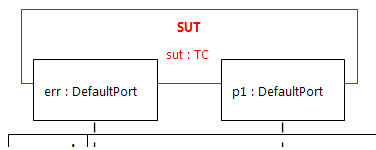 SUT
sut : TC
err : DefaultPort
p1 : DefaultPort